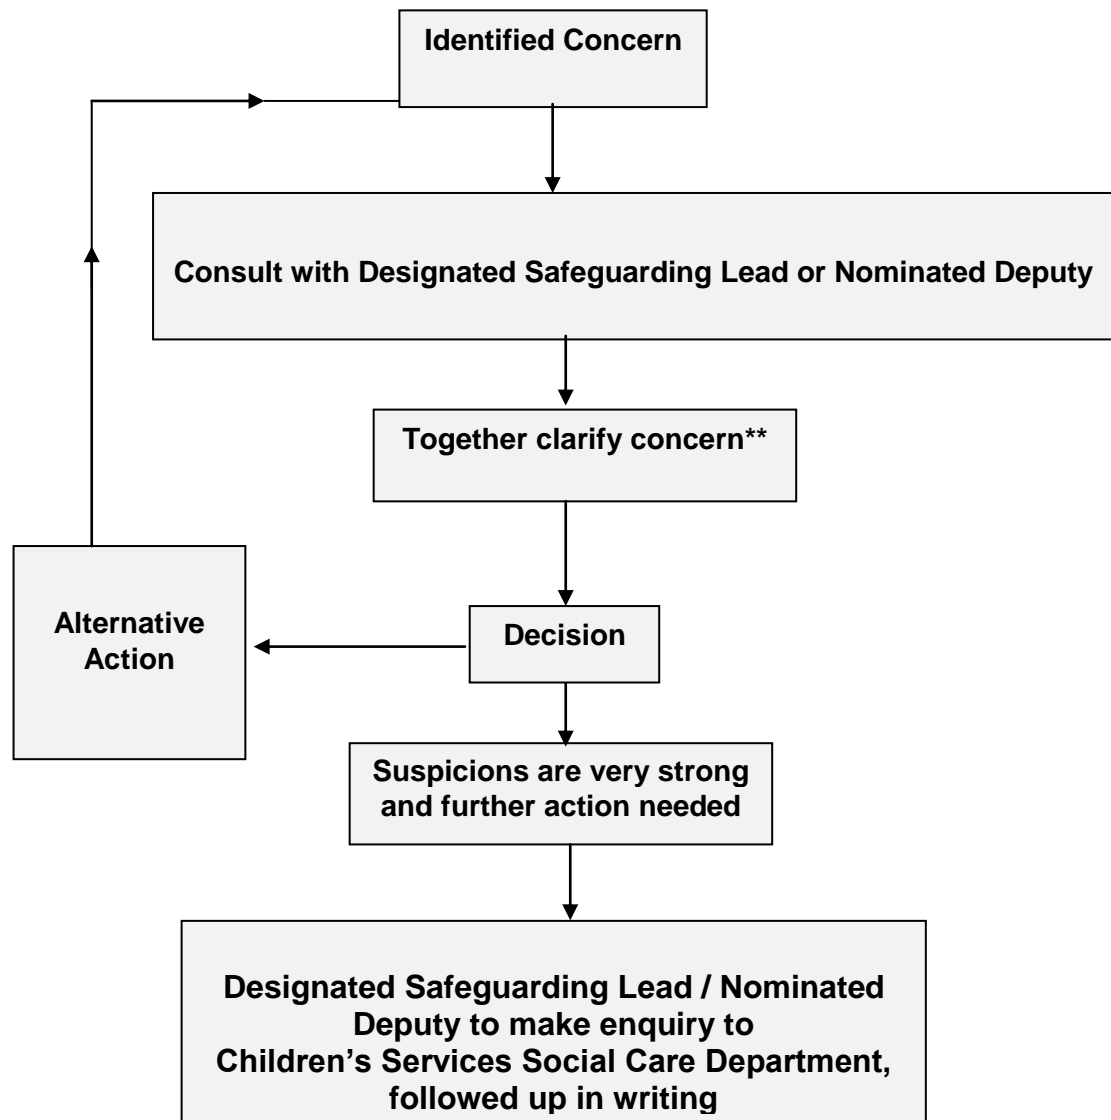 Identified Concern
Consult with Designated Safeguarding Lead or Nominated Deputy
Together clarify concern**
Alternative
Action
Decision
Suspicions are very strong
and further action needed
Designated Safeguarding Lead / Nominated
Deputy to make enquiry to
Children’s Services Social Care Department,
followed up in writing